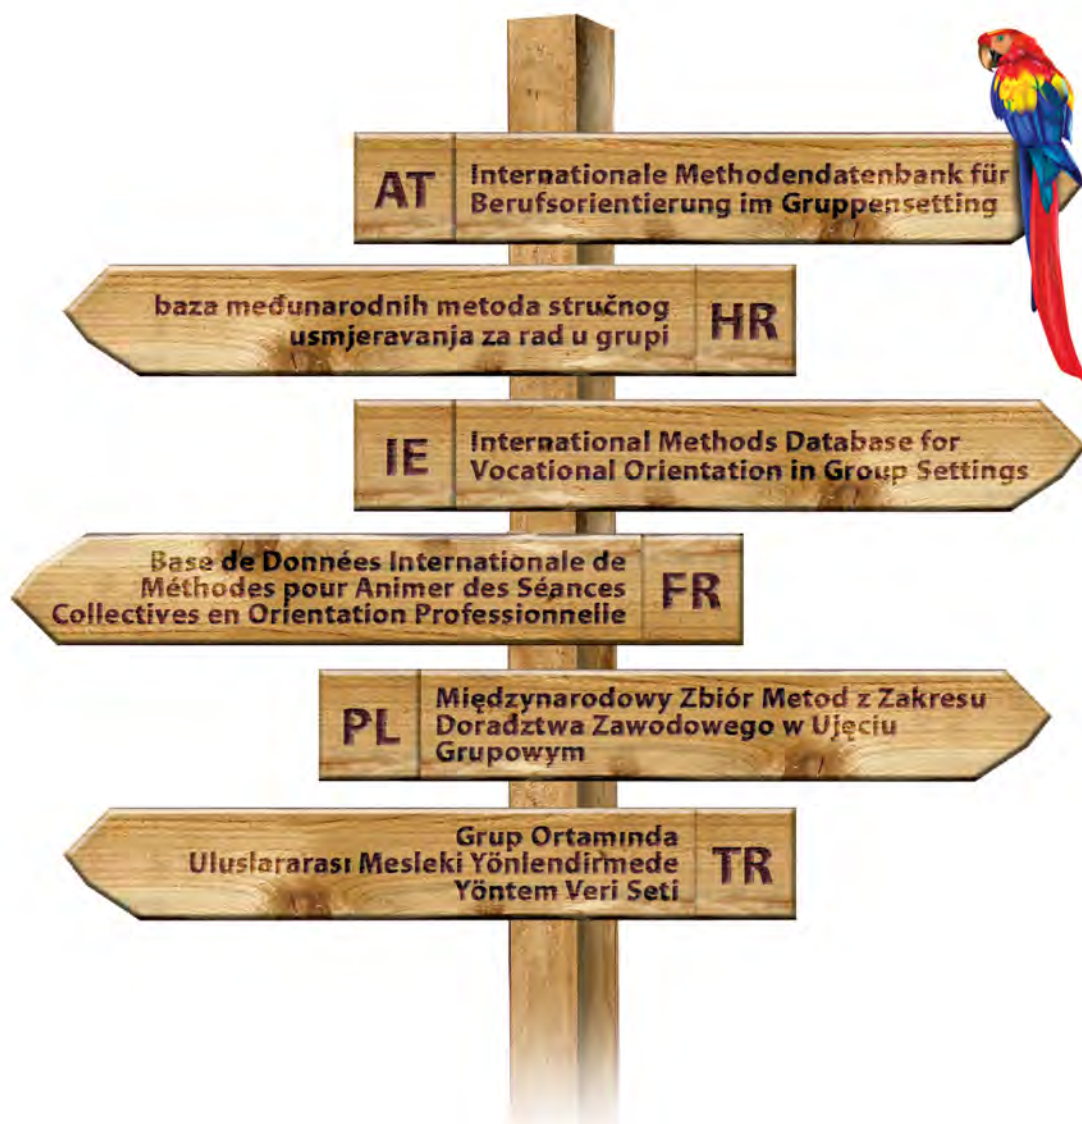 AT
Internationale Methodendatenbank für
Berufsorientierung im Gruppensetting
baza međunarodnih metoda stručnog
usmjeravanja za rad u grupi
HR
IE
International Methods Database for
Vocational Orientation in Group Settings
Base de Données Internationale de
Méthodes pour Animer des Séances
Collectives en Orientation Professionnelle
FR
PL
Międzynarodowy Zbiór Metod z Zakresu
Doradztwa Zawodowego w Ujęciu
Grupowym
Grup Ortamında
Uluslararası Mesleki Yönlendirmede
Yöntem Veri Seti
TR